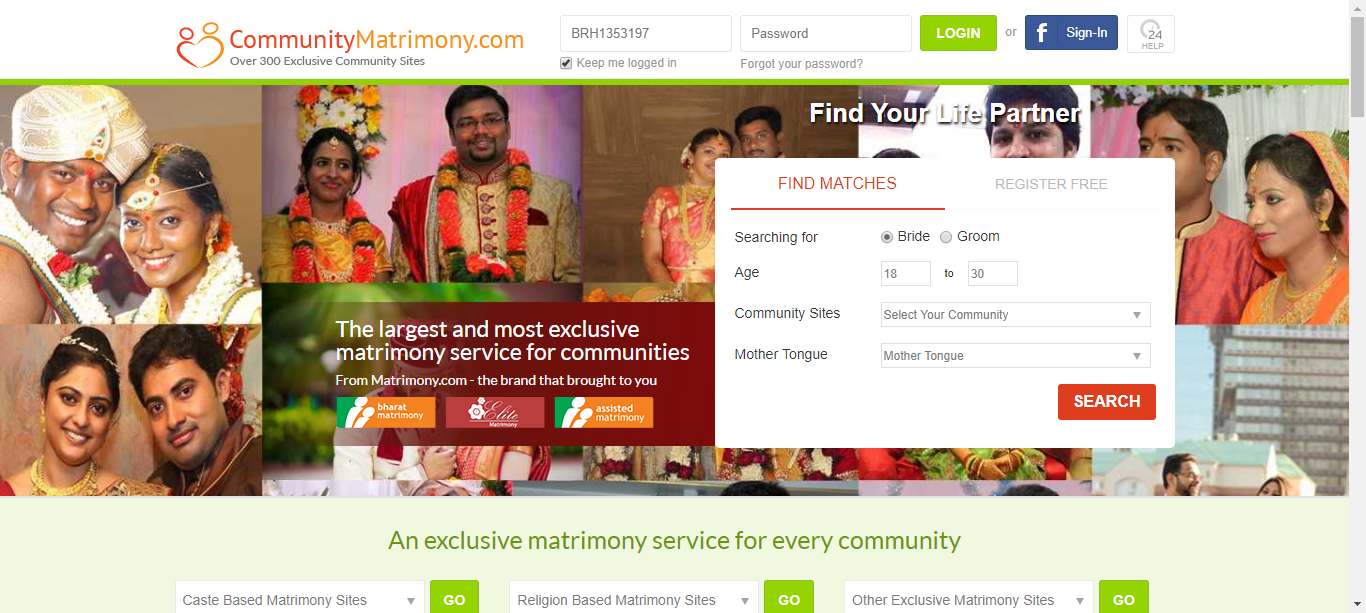 CommunityMatrimony.com
Over 300 Exclusive Community Sites
BRH1353197
Password
LOGIN
or
f Sign-In
24
HELP
Keep me logged in
Forgot your password?
Find Your Life Partner
FIND MATCHES
REGISTER FREE
Searching for
Bride
Groom
Age
18
to
30
Community Sites
Select Your Community
Mother Tongue
Mother Tongue
SEARCH
The largest and most exclusive
matrimony service for communities
From Matrimony.com - the brand that brought to you
bharat
matrimony
Elite
Matrimony
assisted
matrimony
An exclusive matrimony service for every community
Caste Based Matrimony Sites
GO
Religion Based Matrimony Sites
GO
Other Exclusive Matrimony Sites
GO